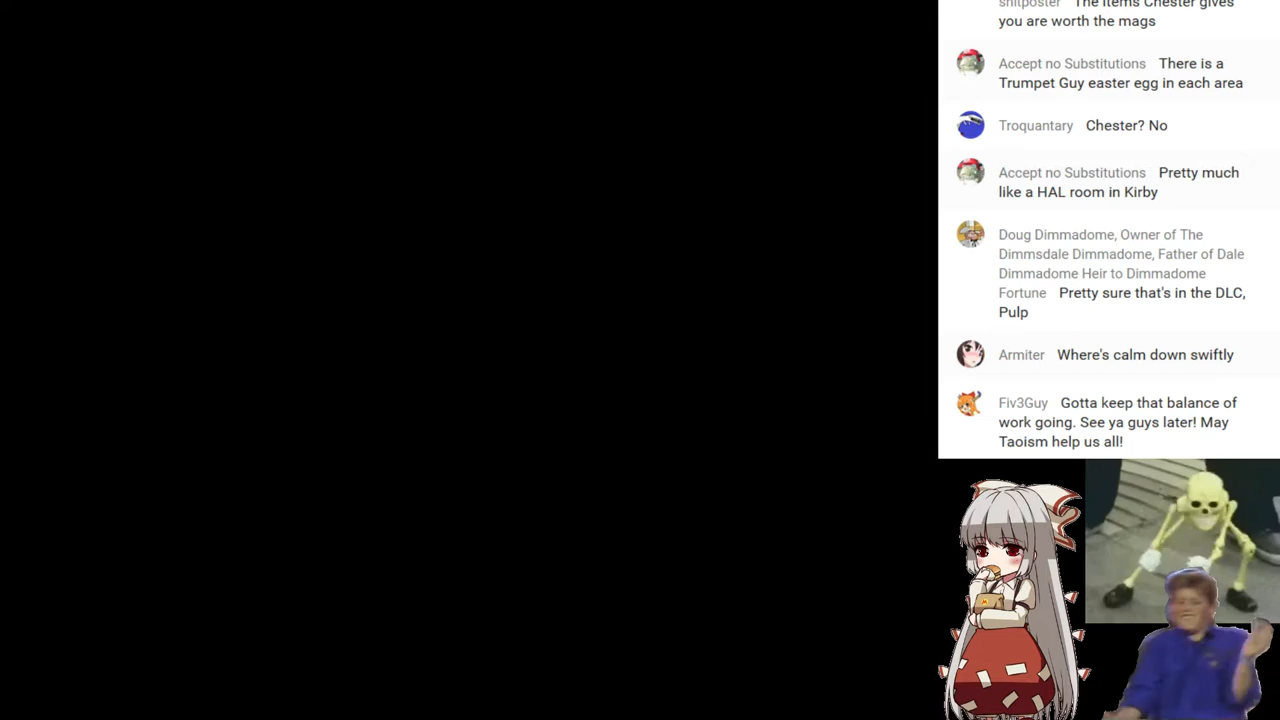 shitposter The items Chester gives
you are worth the mags
Accept no Substitutions There is a
Trumpet Guy easter egg in each area
Troquantary Chester? No
Accept no Substitutions Pretty much
like a HAL room in Kirby
Doug Dimmadome, Owner of The
Dimmsdale Dimmadome, Father of Dale
Dimmadome Heir to Dimmadome
Fortune Pretty sure that's in the DLC,
Pulp
Armiter Where's calm down swiftly
Fiv3Guy Gotta keep that balance of
work going. See ya guys later! May
Taoism help us all!